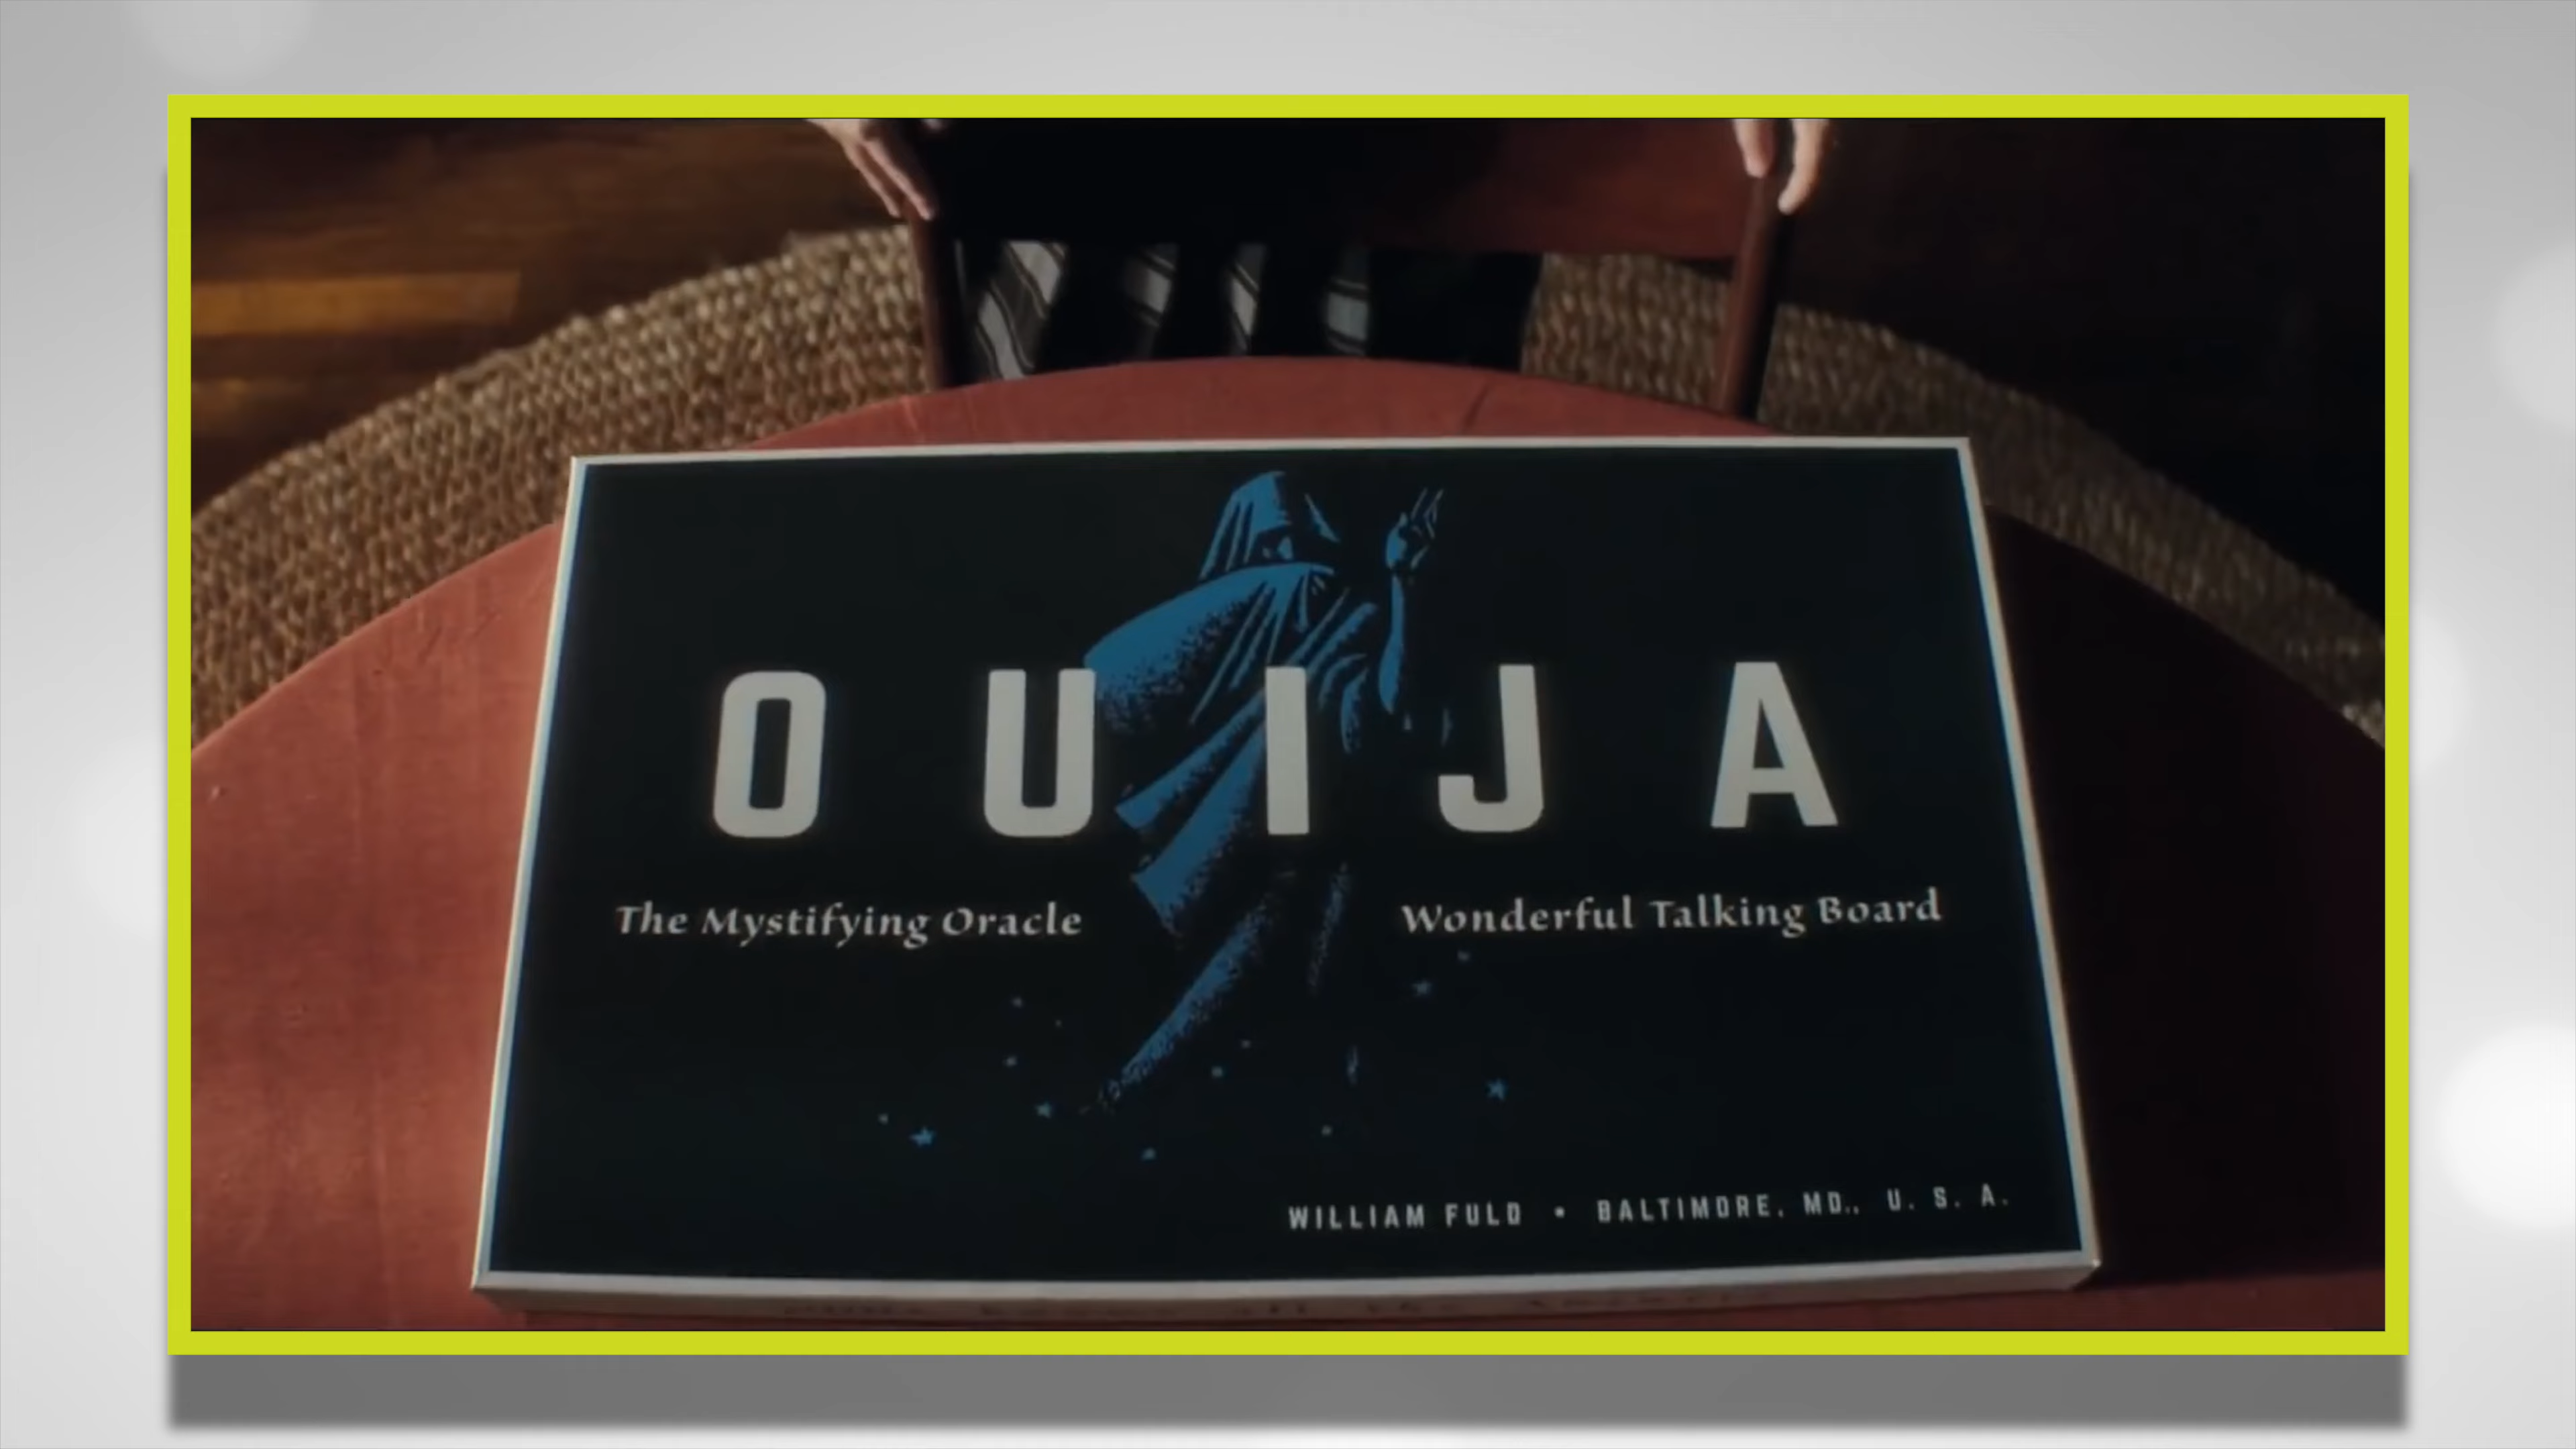 OUIJA
The Mystifying Oracle
Wonderful Talking Board
WILLIAM FULD • BALTIMORE, MD., U. S. A.